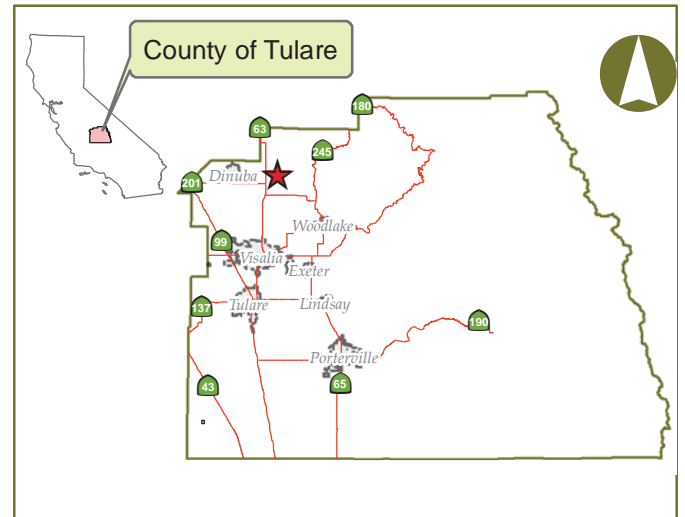 County of Tulare
180
63
245
Dinuba
201
Woodlake
99
Visalia
Exeter
137
Tulare
Lindsay
190
Porterville
43
65